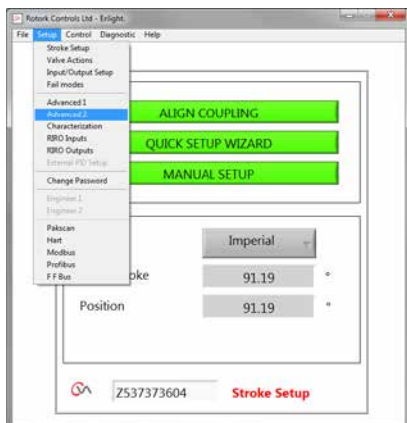 Rotork Controls Ltd - Enlight.
File Setup Control Diagnostic Help
Stroke Setup
Valve Actions
Input/Output Setup
Fail modes
Advanced 1
Advanced 2
Characterization
RIRO Inputs
RIRO Outputs
External PID Setup
Change Password
Engineer 1
Engineer 2
Pakscan
Hart
Modbus
Profibus
F F Bus
ALIGN COUPLING
QUICK SETUP WIZARD
MANUAL SETUP
Imperial
oke 91.19 °
Position 91.19 °
Z537373604 Stroke Setup